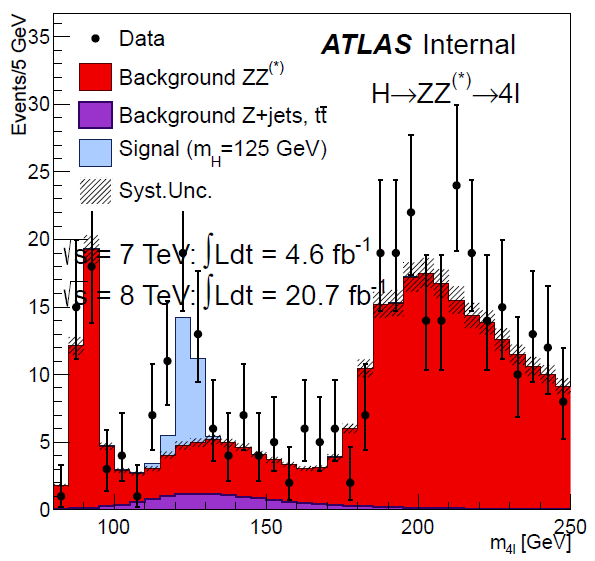 Events/5 GeV
35
30
25
20
15
10
5
0
Data
Background ZZ(*)
Background Z+jets, tt̄
Signal (mH=125 GeV)
Syst.Unc.
ATLAS Internal
H→ZZ(*)→4l
√s = 7 TeV: ∫Ldt = 4.6 fb-1
√s = 8 TeV: ∫Ldt = 20.7 fb-1
100
150
200
250
m4l [GeV]